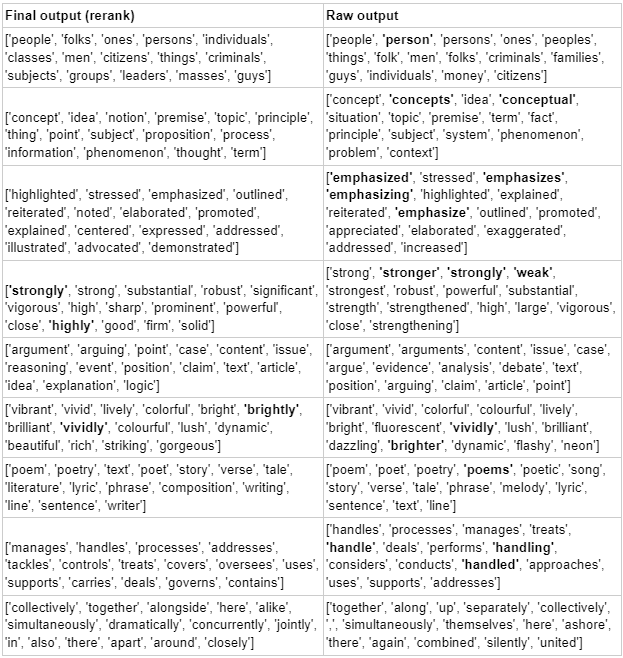 Final output (rerank)
Raw output
['people', 'folks', 'ones', 'persons', 'individuals',
'classes', 'men', 'citizens', 'things', 'criminals',
'subjects', 'groups', 'leaders', 'masses', 'guys']
['people', 'person', 'persons', 'ones', 'peoples',
'things', 'folk', 'men', 'folks', 'criminals', 'families',
'guys', 'individuals', 'money', 'citizens']
['concept', 'idea', 'notion', 'premise', 'topic', 'principle',
'thing', 'point', 'subject', 'proposition', 'process',
'information', 'phenomenon', 'thought', 'term']
['concept', 'concepts', 'idea', 'conceptual',
'situation', 'topic', 'premise', 'term', 'fact',
'principle', 'subject', 'system', 'phenomenon',
'problem', 'context']
['highlighted', 'stressed', 'emphasized', 'outlined',
'reiterated', 'noted', 'elaborated', 'promoted',
'explained', 'centered', 'expressed', 'addressed',
'illustrated', 'advocated', 'demonstrated']
['emphasized', 'stressed', 'emphasizes',
'emphasizing', 'highlighted', 'explained',
'reiterated', 'emphasize', 'outlined', 'promoted',
'appreciated', 'elaborated', 'exaggerated',
'addressed', 'increased']
['strongly', 'strong', 'substantial', 'robust', 'significant',
'vigorous', 'high', 'sharp', 'prominent', 'powerful',
'close', 'highly', 'good', 'firm', 'solid']
['strong', 'stronger', 'strongly', 'weak',
'strongest', 'robust', 'powerful', 'substantial',
'strength', 'strengthened', 'high', 'large', 'vigorous',
'close', 'strengthening']
['argument', 'arguing', 'point', 'case', 'content', 'issue',
'reasoning', 'event', 'position', 'claim', 'text', 'article',
'idea', 'explanation', 'logic']
['argument', 'arguments', 'content', 'issue', 'case',
'argue', 'evidence', 'analysis', 'debate', 'text',
'position', 'arguing', 'claim', 'article', 'point']
['vibrant', 'vivid', 'lively', 'colorful', 'bright', 'brightly',
'brilliant', 'vividly', 'colourful', 'lush', 'dynamic',
'beautiful', 'rich', 'striking', 'gorgeous']
['vibrant', 'vivid', 'colorful', 'colourful', 'lively',
'bright', 'fluorescent', 'vividly', 'lush', 'brilliant',
'dazzling', 'brighter', 'dynamic', 'flashy', 'neon']
['poem', 'poetry', 'text', 'poet', 'story', 'verse', 'tale',
'literature', 'lyric', 'phrase', 'composition', 'writing',
'line', 'sentence', 'writer']
['poem', 'poet', 'poetry', 'poems', 'poetic', 'song',
'story', 'verse', 'tale', 'phrase', 'melody', 'lyric',
'sentence', 'text', 'line']
['manages', 'handles', 'processes', 'addresses',
'tackles', 'controls', 'treats', 'covers', 'oversees', 'uses',
'supports', 'carries', 'deals', 'governs', 'contains']
['handles', 'processes', 'manages', 'treats',
'handle', 'deals', 'performs', 'handling',
'considers', 'conducts', 'handled', 'approaches',
'uses', 'supports', 'addresses']
['collectively', 'together', 'alongside', 'here', 'alike',
'simultaneously', 'dramatically', 'concurrently', 'jointly',
'in', 'also', 'there', 'apart', 'around', 'closely']
['together', 'along', 'up', 'separately', 'collectively',
',', 'simultaneously', 'themselves', 'here', 'ashore',
'there', 'again', 'combined', 'silently', 'united']